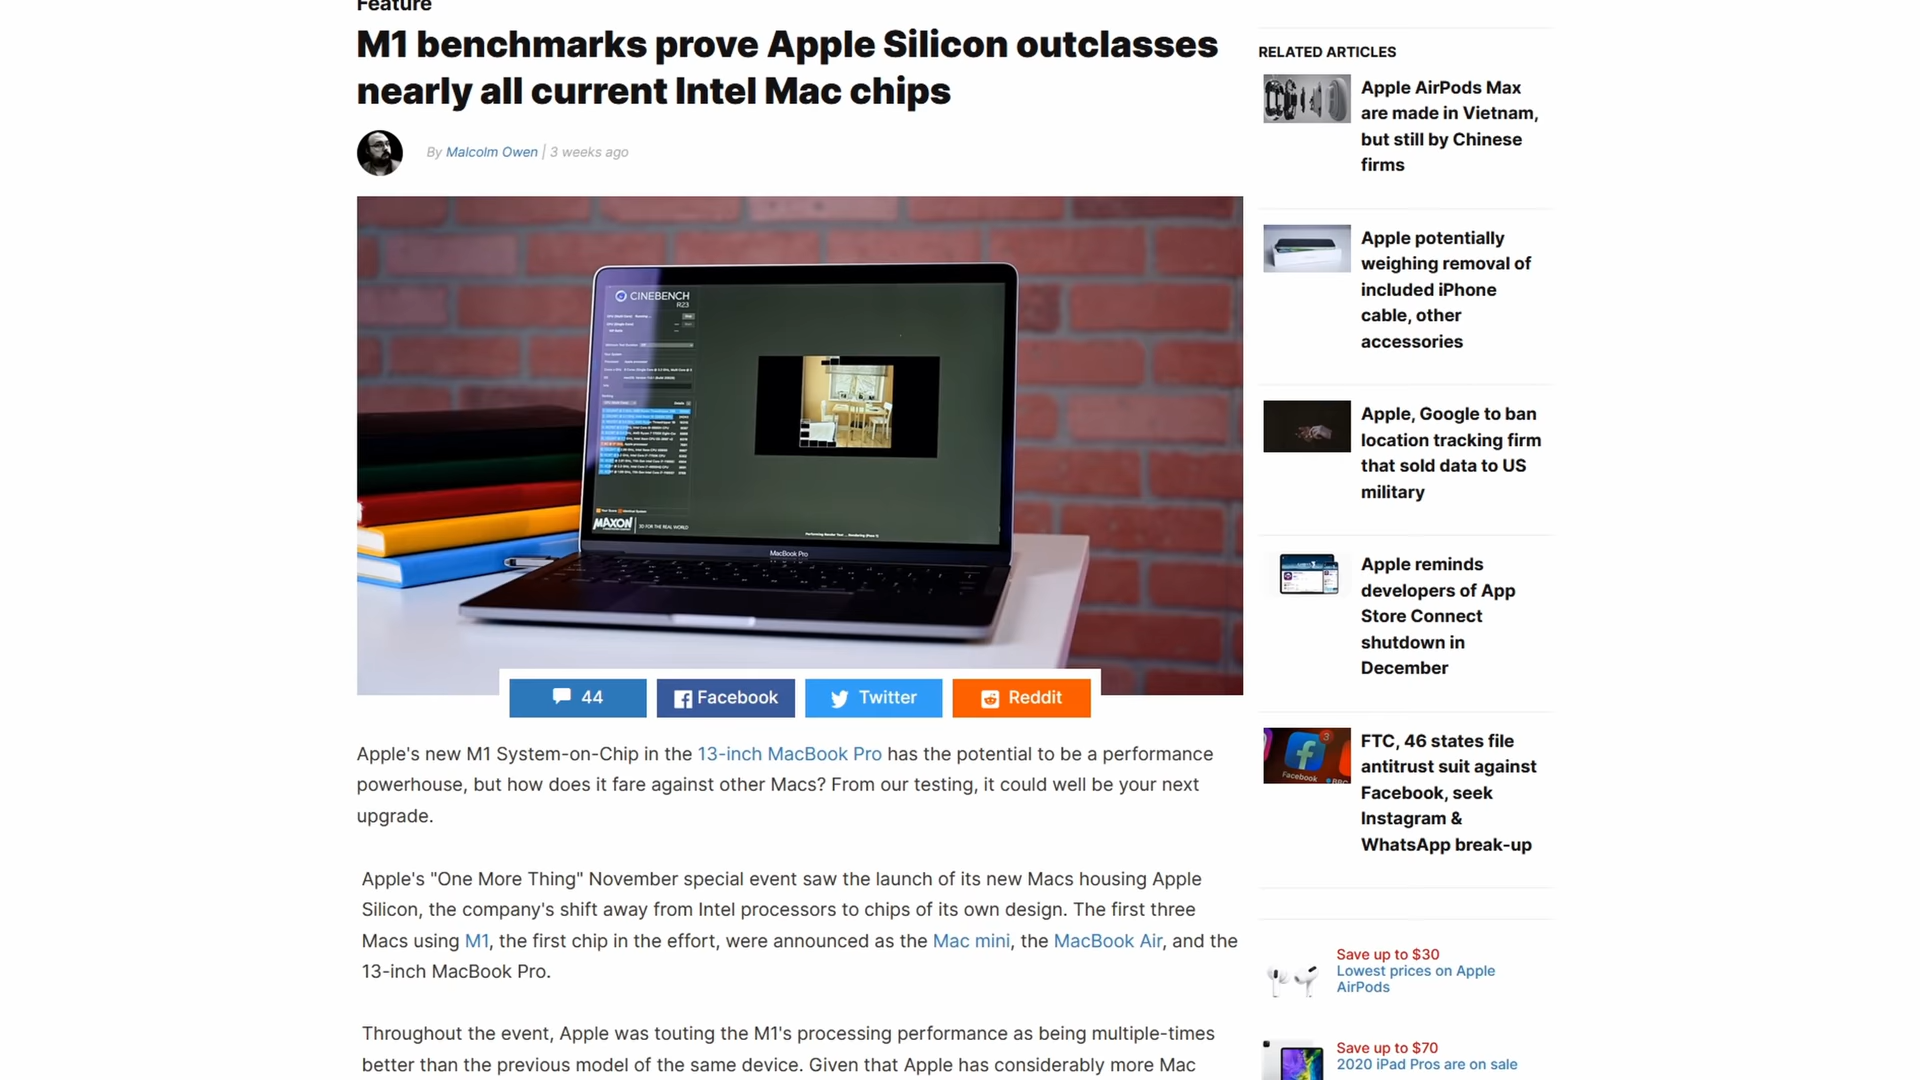 Feature
M1 benchmarks prove Apple Silicon outclasses
nearly all current Intel Mac chips
By Malcolm Owen | 3 weeks ago
CINEBENCH
R23
MAXON
3D FOR THE REAL WORLD
MacBook Pro
44
Facebook
Twitter
Reddit
Apple's new M1 System-on-Chip in the 13-inch MacBook Pro has the potential to be a performance
powerhouse, but how does it fare against other Macs? From our testing, it could well be your next
upgrade.
Apple's "One More Thing" November special event saw the launch of its new Macs housing Apple
Silicon, the company's shift away from Intel processors to chips of its own design. The first three
Macs using M1, the first chip in the effort, were announced as the Mac mini, the MacBook Air, and the
13-inch MacBook Pro.
Throughout the event, Apple was touting the M1's processing performance as being multiple-times
better than the previous model of the same device. Given that Apple has considerably more Mac
RELATED ARTICLES
Apple AirPods Max
are made in Vietnam,
but still by Chinese
firms
Apple potentially
weighing removal of
included iPhone
cable, other
accessories
Apple, Google to ban
location tracking firm
that sold data to US
military
Apple reminds
developers of App
Store Connect
shutdown in
December
3
Facebook
FTC, 46 states file
antitrust suit against
Facebook, seek
Instagram &
WhatsApp break-up
Save up to $30
Lowest prices on Apple
AirPods
Save up to $70
2020 iPad Pros are on sale